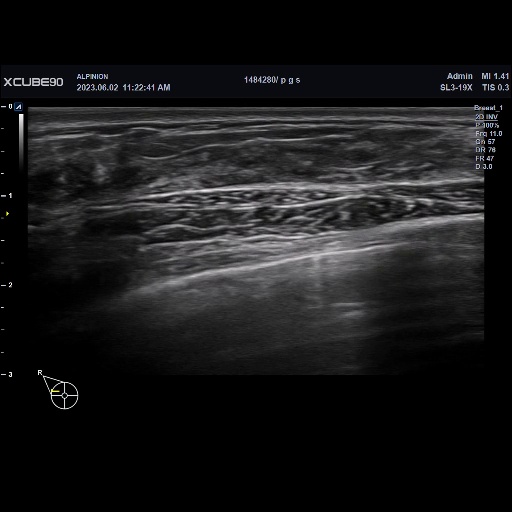 XCUBE90
ALPINION
2023.06.02 11:22:41 AM
1484280/ p g s
Admin MI 1.41
SL3-19X TIS 0.3
Breast_1
2D INV
P 100%
Frq 11.0
Gn 57
DR 76
FR 47
D 3.0
0
1
2
3
R